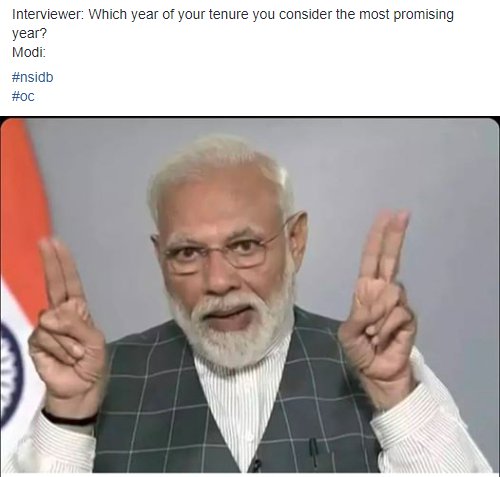 Interviewer: Which year of your tenure you consider the most promising
year?
Modi:
#nsidb
#oc